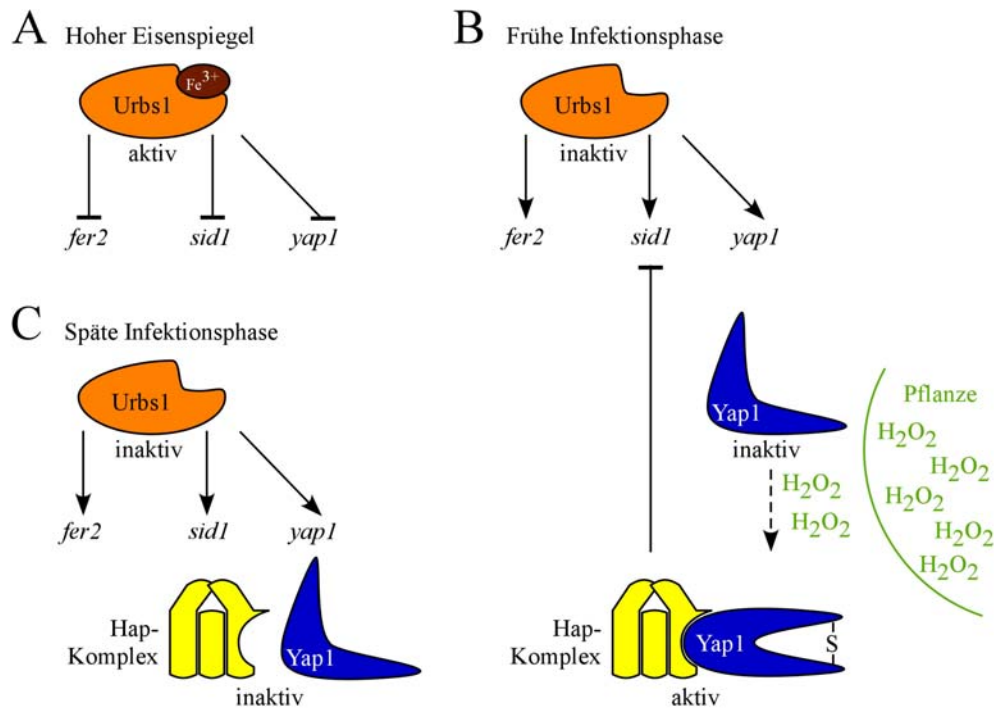 A Hoher Eisenspiegel
Fe3+
Urbs1
aktiv
fer2 sid1 yap1
B Frühe Infektionsphase
Urbs1
inaktiv
fer2 sid1 yap1
Yap1
inaktiv
Pflanze
H2O2
H2O2
H2O2
H2O2
H2O2
H2O2
H2O2
Hap-
Komplex
Yap1
S
aktiv
C Späte Infektionsphase
Urbs1
inaktiv
fer2 sid1 yap1
Hap-
Komplex
Yap1
inaktiv